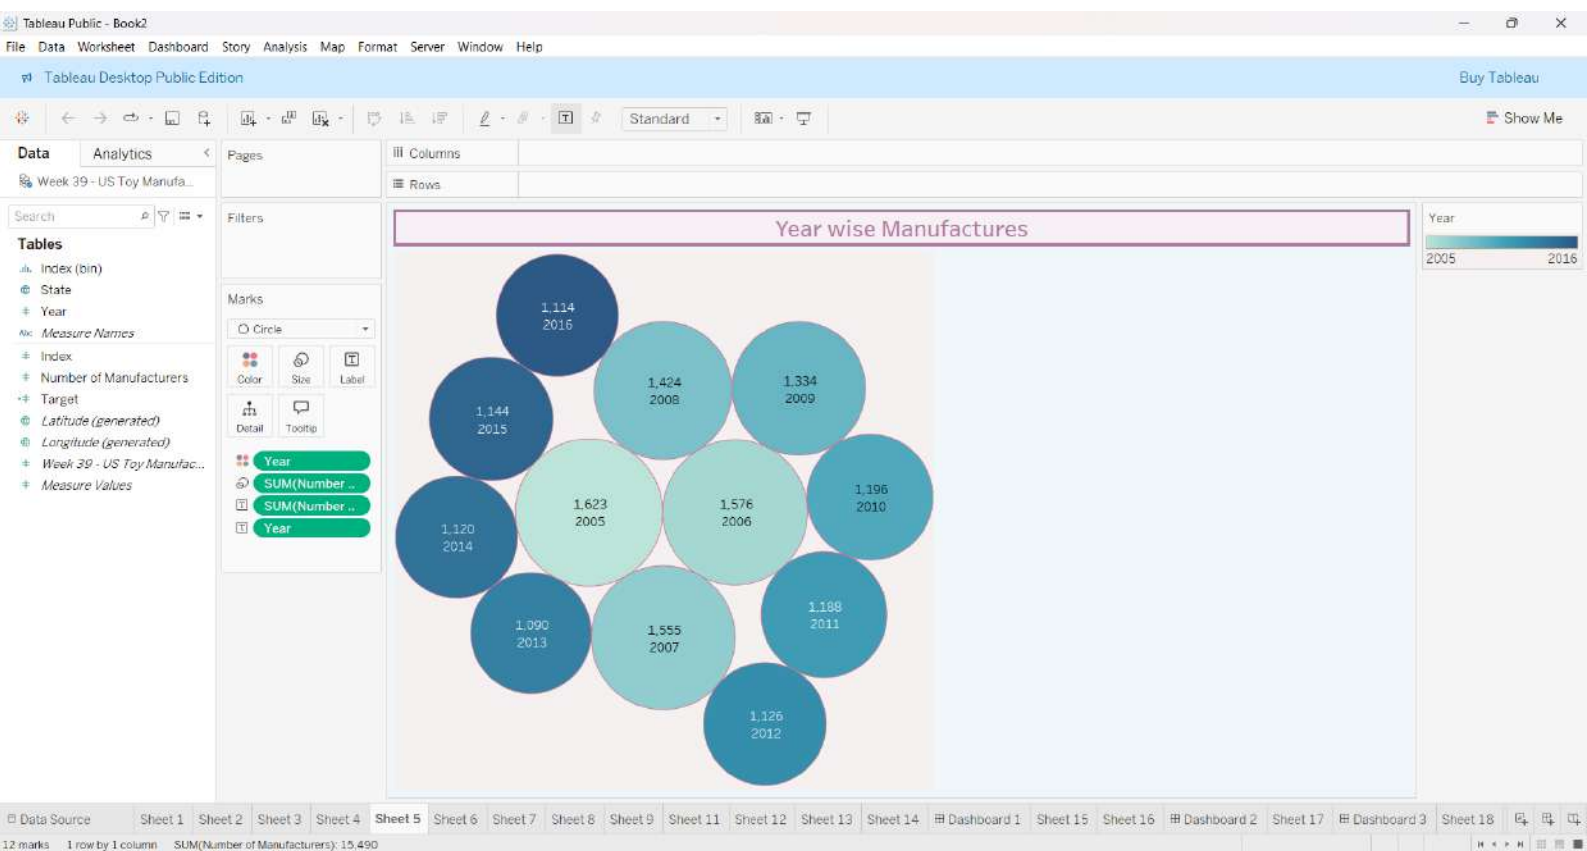 Tableau Public - Book2
File Data Worksheet Dashboard Story Analysis Map Format Server Window Help
Tableau Desktop Public Edition Buy Tableau
Standard Show Me
Data Analytics Pages Columns
Week 39 - US Toy Manufa... Rows
Search Filters
Year wise Manufactures
Year
2005 2016
Tables
Index (bin)
State
Year
Abc Measure Names
Index
Number of Manufacturers
Target
Latitude (generated)
Longitude (generated)
Week 39 - US Toy Manufac...
Measure Values
Marks
Circle
Color Size Label
Detail Tooltip
Year
SUM(Number ..
SUM(Number ..
Year
1,114
2016
1,424
2008
1,334
2009
1,144
2015
1,623
2005
1,576
2006
1,196
2010
1,120
2014
1,090
2013
1,555
2007
1,188
2011
1,126
2012
Data Source Sheet 1 Sheet 2 Sheet 3 Sheet 4 Sheet 5 Sheet 6 Sheet 7 Sheet 8 Sheet 9 Sheet 11 Sheet 12 Sheet 13 Sheet 14 Dashboard 1 Sheet 15 Sheet 16 Dashboard 2 Sheet 17 Dashboard 3 Sheet 18
12 marks 1 row by 1 column SUM(Number of Manufacturers): 15,490